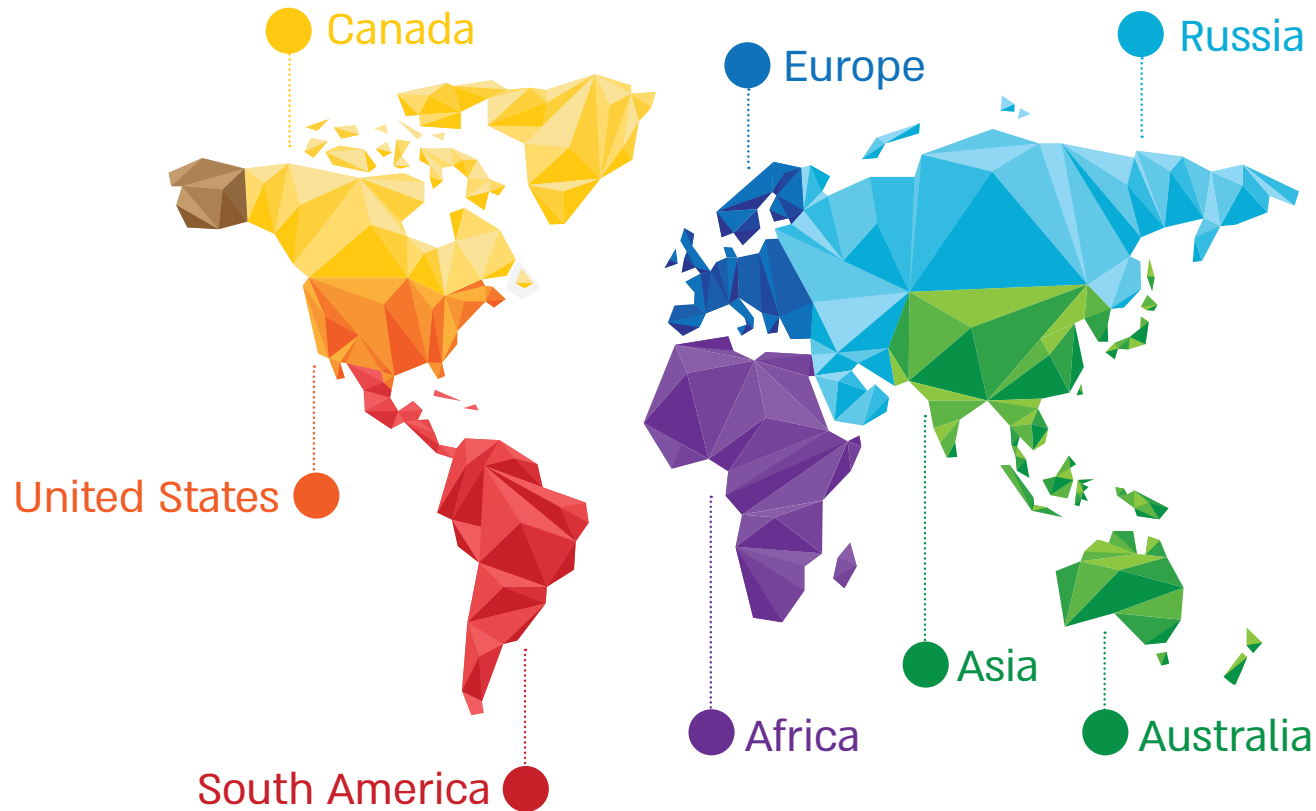 Canada
Russia
Europe
United States
Asia
Africa
Australia
South America